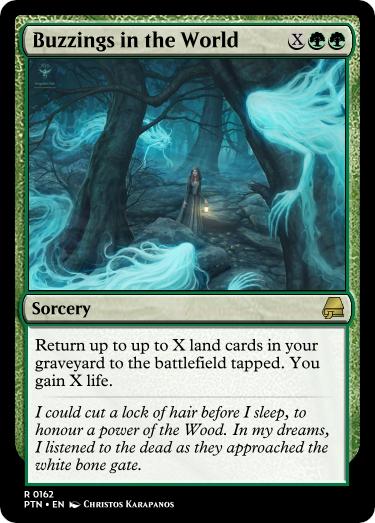 Buzzings in the World X
Sorcery
Return up to up to X land cards in your
graveyard to the battlefield tapped. You
gain X life.
I could cut a lock of hair before I sleep, to
honour a power of the Wood. In my dreams,
I listened to the dead as they approached the
white bone gate.
R 0162
PTN • EN Christos Karapanos